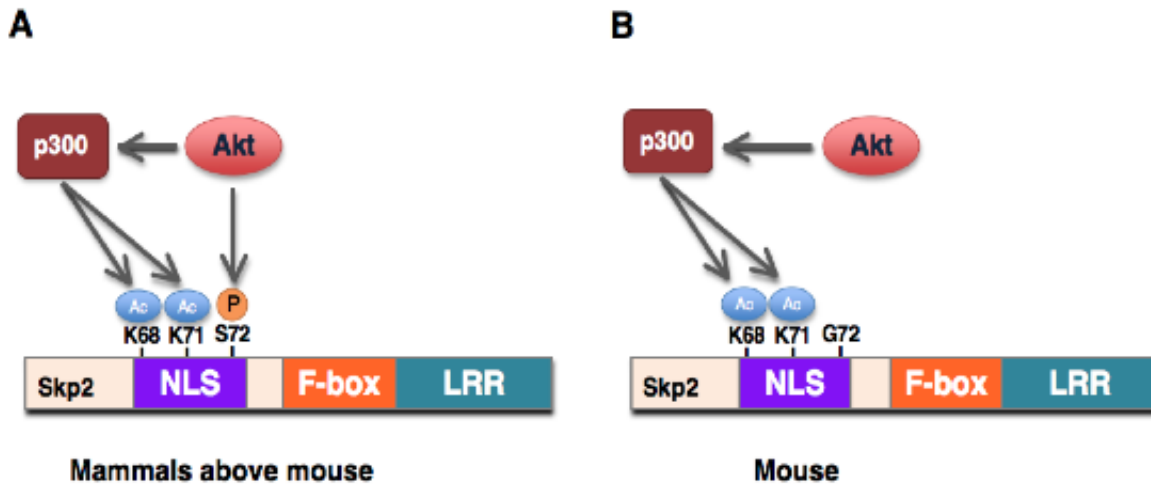 A
p300
Akt
Ac Ac P
K68 K71 S72
Skp2 NLS F-box LRR
Mammals above mouse
B
p300
Akt
Ac Ac
K68 K71 G72
Skp2 NLS F-box LRR
Mouse